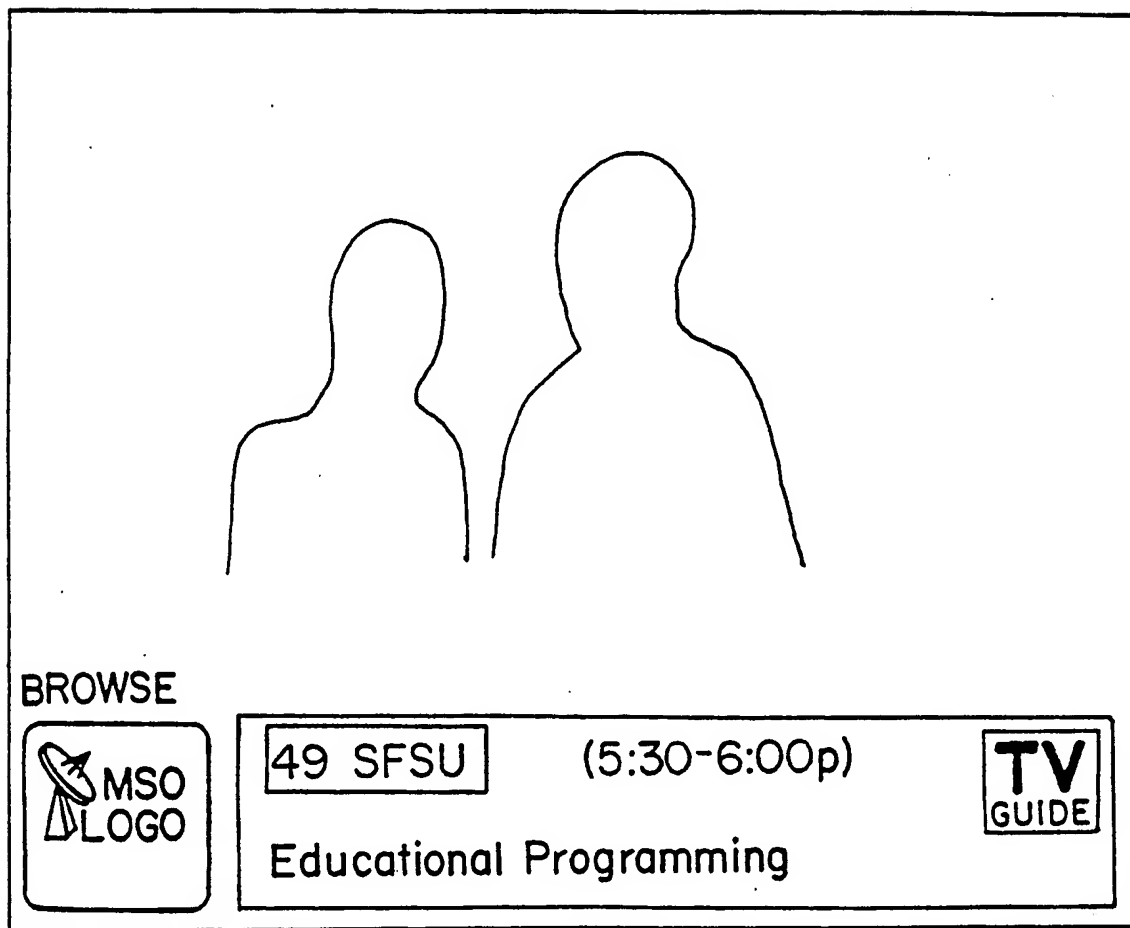 BROWSE
MSO
LOGO
49 SFSU (5:30-6:00p)
TV
GUIDE
Educational Programming